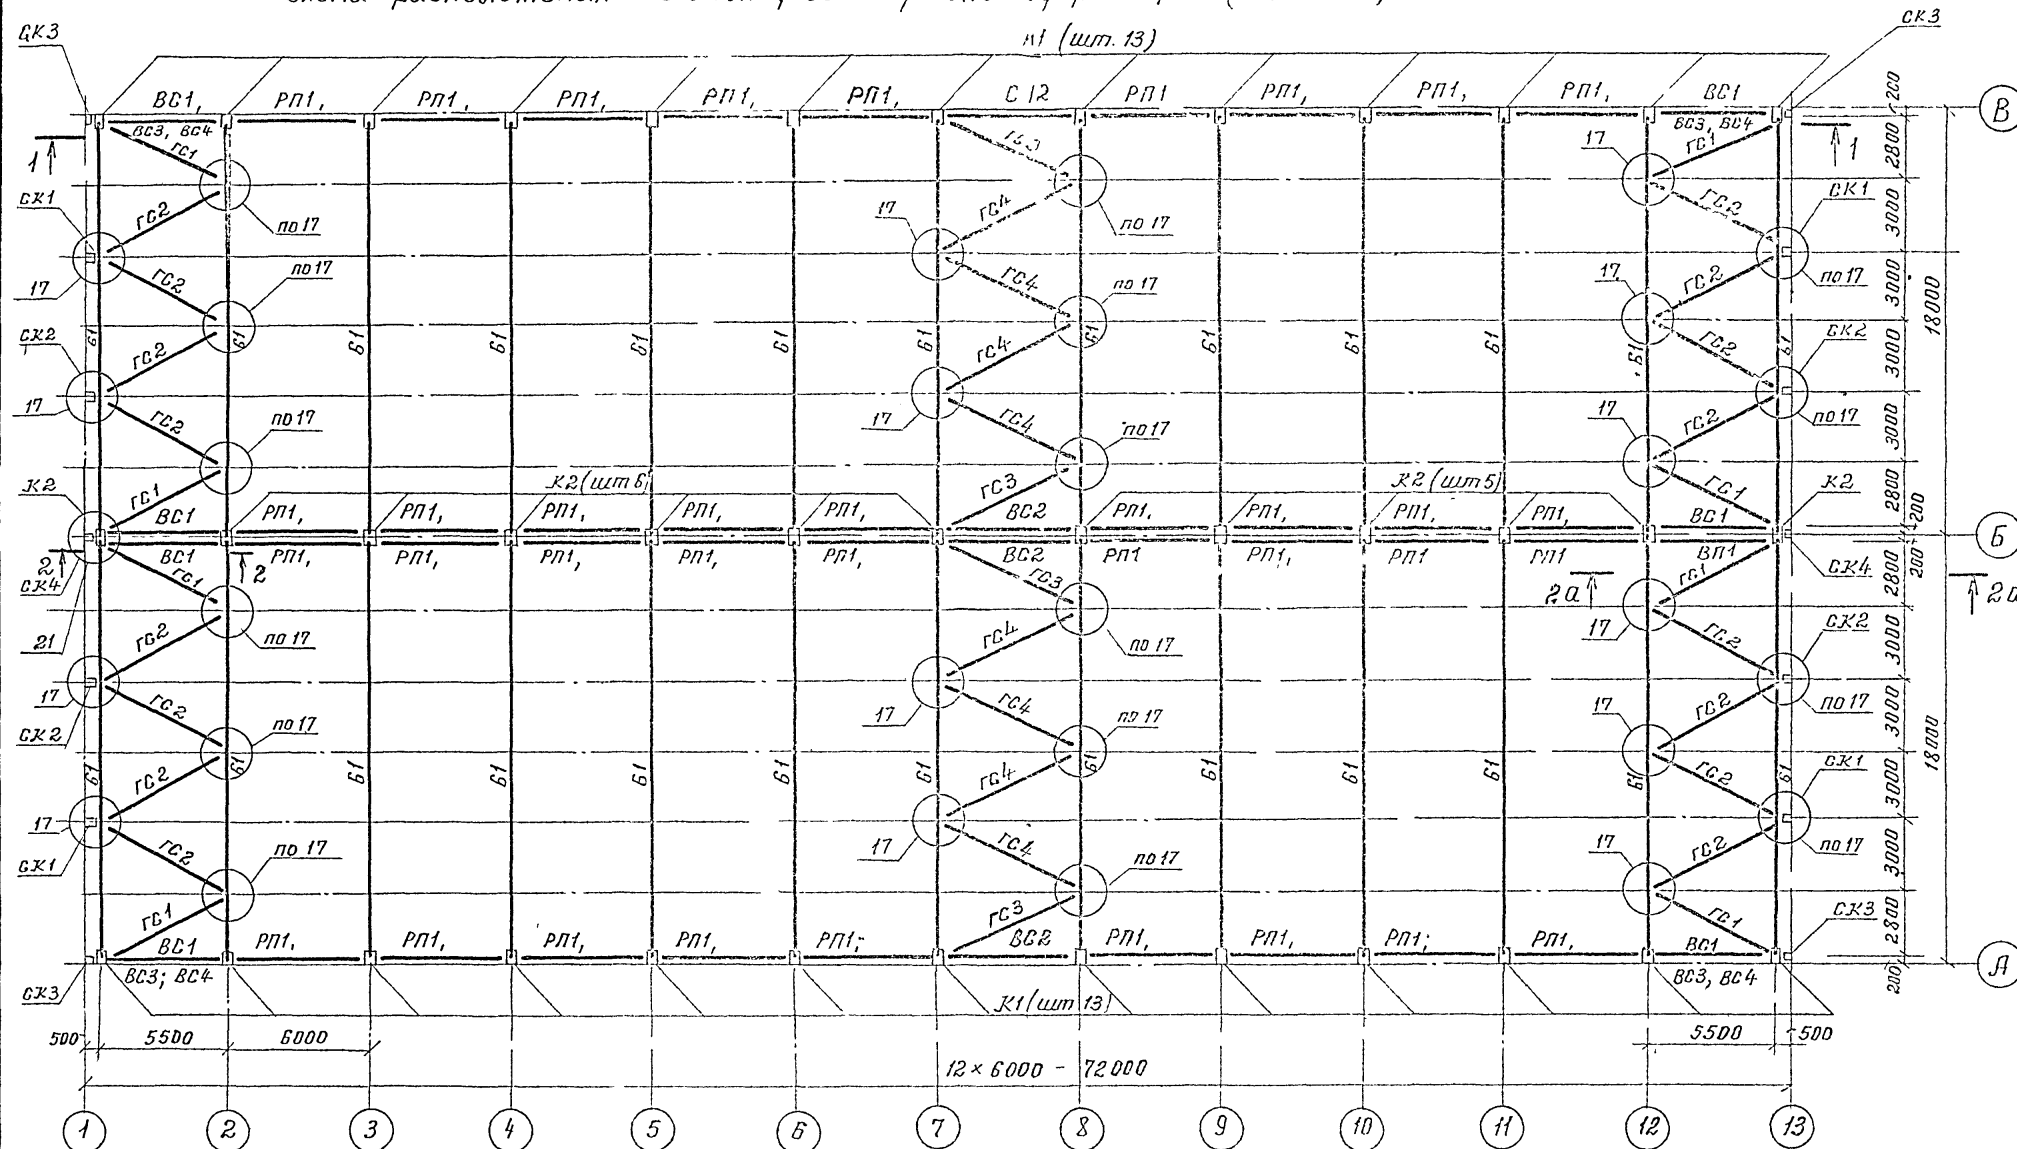 СК3
К1 (шт. 13)
СК3
ВС1, РП1, РП1, РП1, РП1, РП1, РП1 РП1, РП1, РП1, ВС1
200
В
ВС3, ВС4
ВС3, ВС4
1
ГС1
ГС3
17
ГС1
1
2800
СК1
ГС2
по 17
17
ГС4
по 17
ГС2
СК1
3000
17
ГС2
по 17
ГС4
по 17
17
ГС2
по 17
3000
18000
СК2
Б1 Б1 Б1 Б1 Б1 Б1 Б1 Б1 Б1 Б1 Б1 Б1 Б1
ГС2
ГС4
ГС2
СК2
3000
17
ГС2
по 17
17
ГС4
по 17
17
ГС2
по 17
3000
К2
ГС1
К2 (шт 6)
ГС3
К2 (шт 5)
ГС1
К2
2800
200
ВС1 РП1, РП1, РП1, РП1, РП1, ВС2 РП1, РП1, РП1, РП1, ВС1
Б
2
ВС1
2
РП1, РП1, РП1, РП1, РП1, ВС2 РП1 РП1, РП1, РП1 ВП1
200
СК4
ГС1
ГС3
2а
ГС1
СК4
2800
2а
21
ГС2
по 17
ГС4
по 17
17
ГС2
СК2
3000
17
ГС2
по 17
17
ГС4
по 17
17
ГС2
по 17
3000
18000
СК2
Б1 Б1 Б1 Б1 Б1 Б1 Б1 Б1 Б1 Б1 Б1 Б1 Б1
ГС2
ГС4
ГС2
СК1
3000
17
ГС2
по 17
17
ГС4
по 17
17
ГС2
по 17
3000
СК1
ГС1
ГС3
ГС1
СК3
2800
ВС1 РП1, РП1, РП1, РП1, РП1, ВС2 РП1, РП1, РП1, РП1, ВС1
А
ВС3; ВС4
ВС3, ВС4
200
СК3
К1 (шт 13)
500 5500 6000
5500 500
12 × 6000 - 72000
1 2 3 4 5 6 7 8 9 10 11 12 13